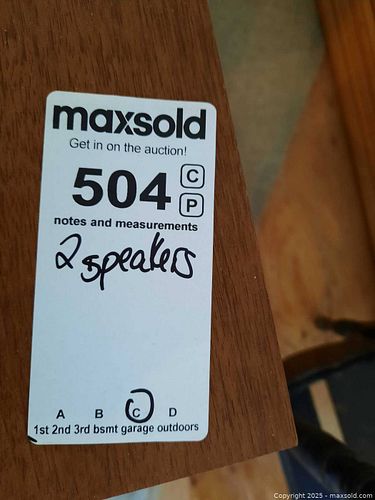 maxsold
Get in on the auction!
504 C
P
notes and measurements
2 speakers
A B C D
1st 2nd 3rd bsmt garage outdoors
Copyright 2025 - maxsold.com